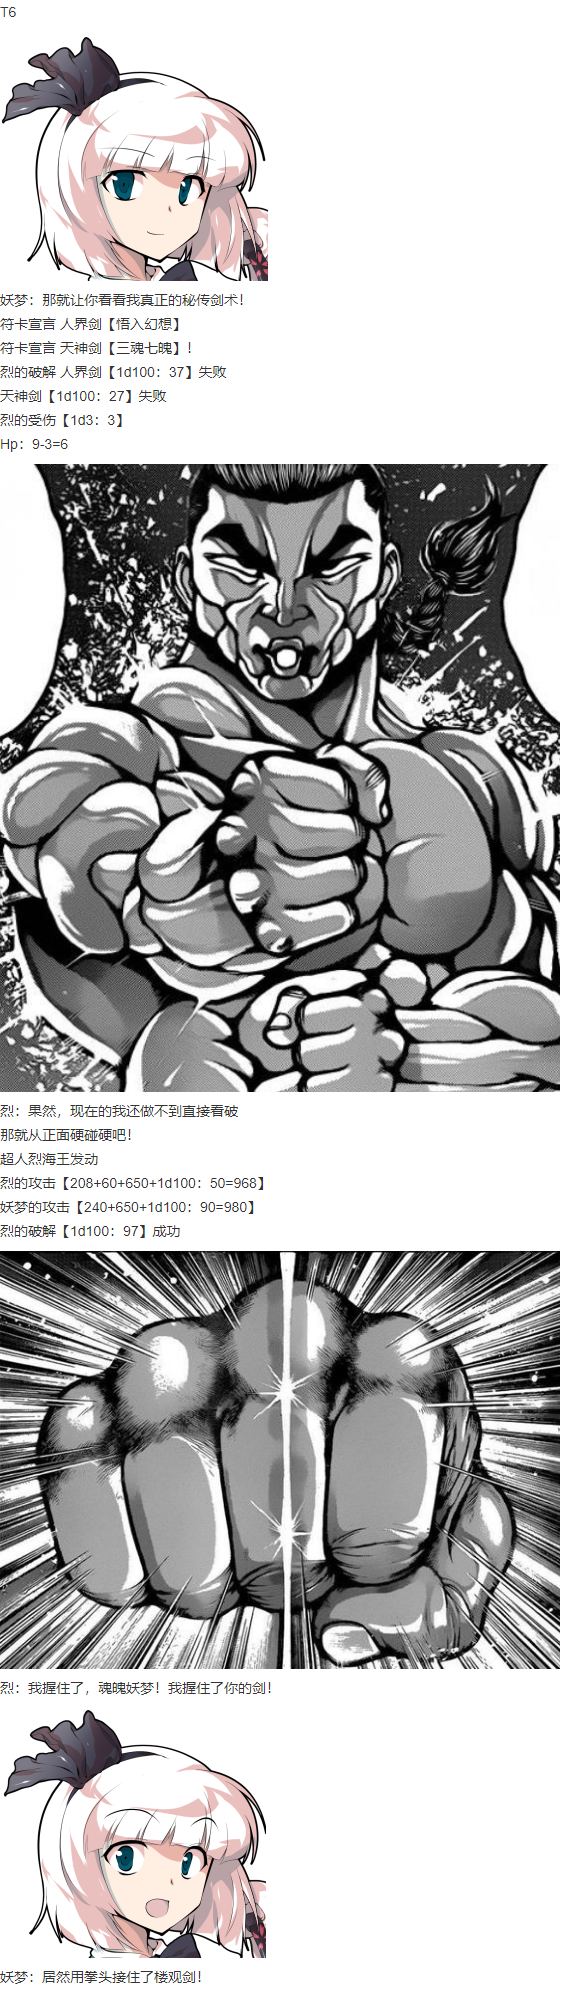 T6
妖梦：那就让你看看我真正的秘传剑术！
符卡宣言 人界剑【悟入幻想】
符卡宣言 天神剑【三魂七魄】！
烈的破解 人界剑【1d100：37】失败
天神剑【1d100：27】失败
烈的受伤【1d3：3】
Hp：9-3=6
烈：果然，现在的我还做不到直接看破
那就从正面硬碰硬吧！
超人烈海王发动
烈的攻击【208+60+650+1d100：50=968】
妖梦的攻击【240+650+1d100：90=980】
烈的破解【1d100：97】成功
烈：我握住了，魂魄妖梦！我握住了你的剑！
妖梦：居然用拳头接住了楼观剑！